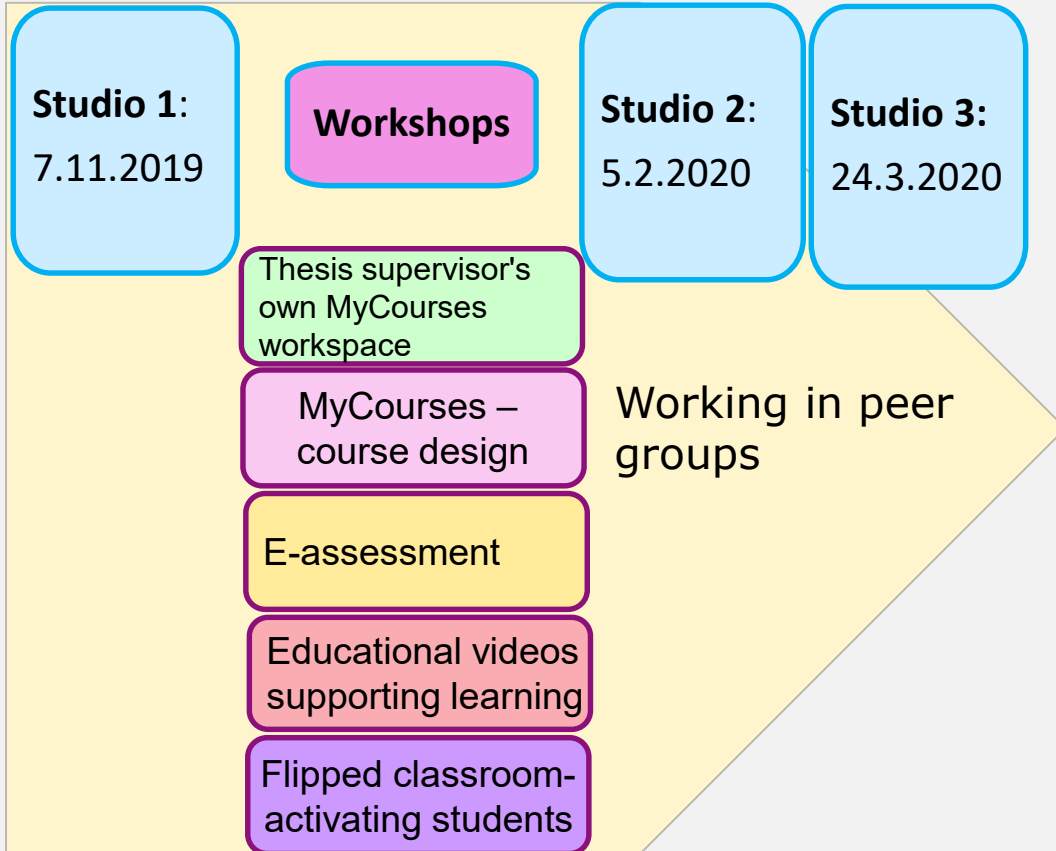 Studio 1:
7.11.2019
Workshops
Studio 2:
5.2.2020
Studio 3:
24.3.2020
Thesis supervisor's
own MyCourses
workspace
MyCourses –
course design
E-assessment
Educational videos
supporting learning
Flipped classroom-
activating students
Working in peer
groups